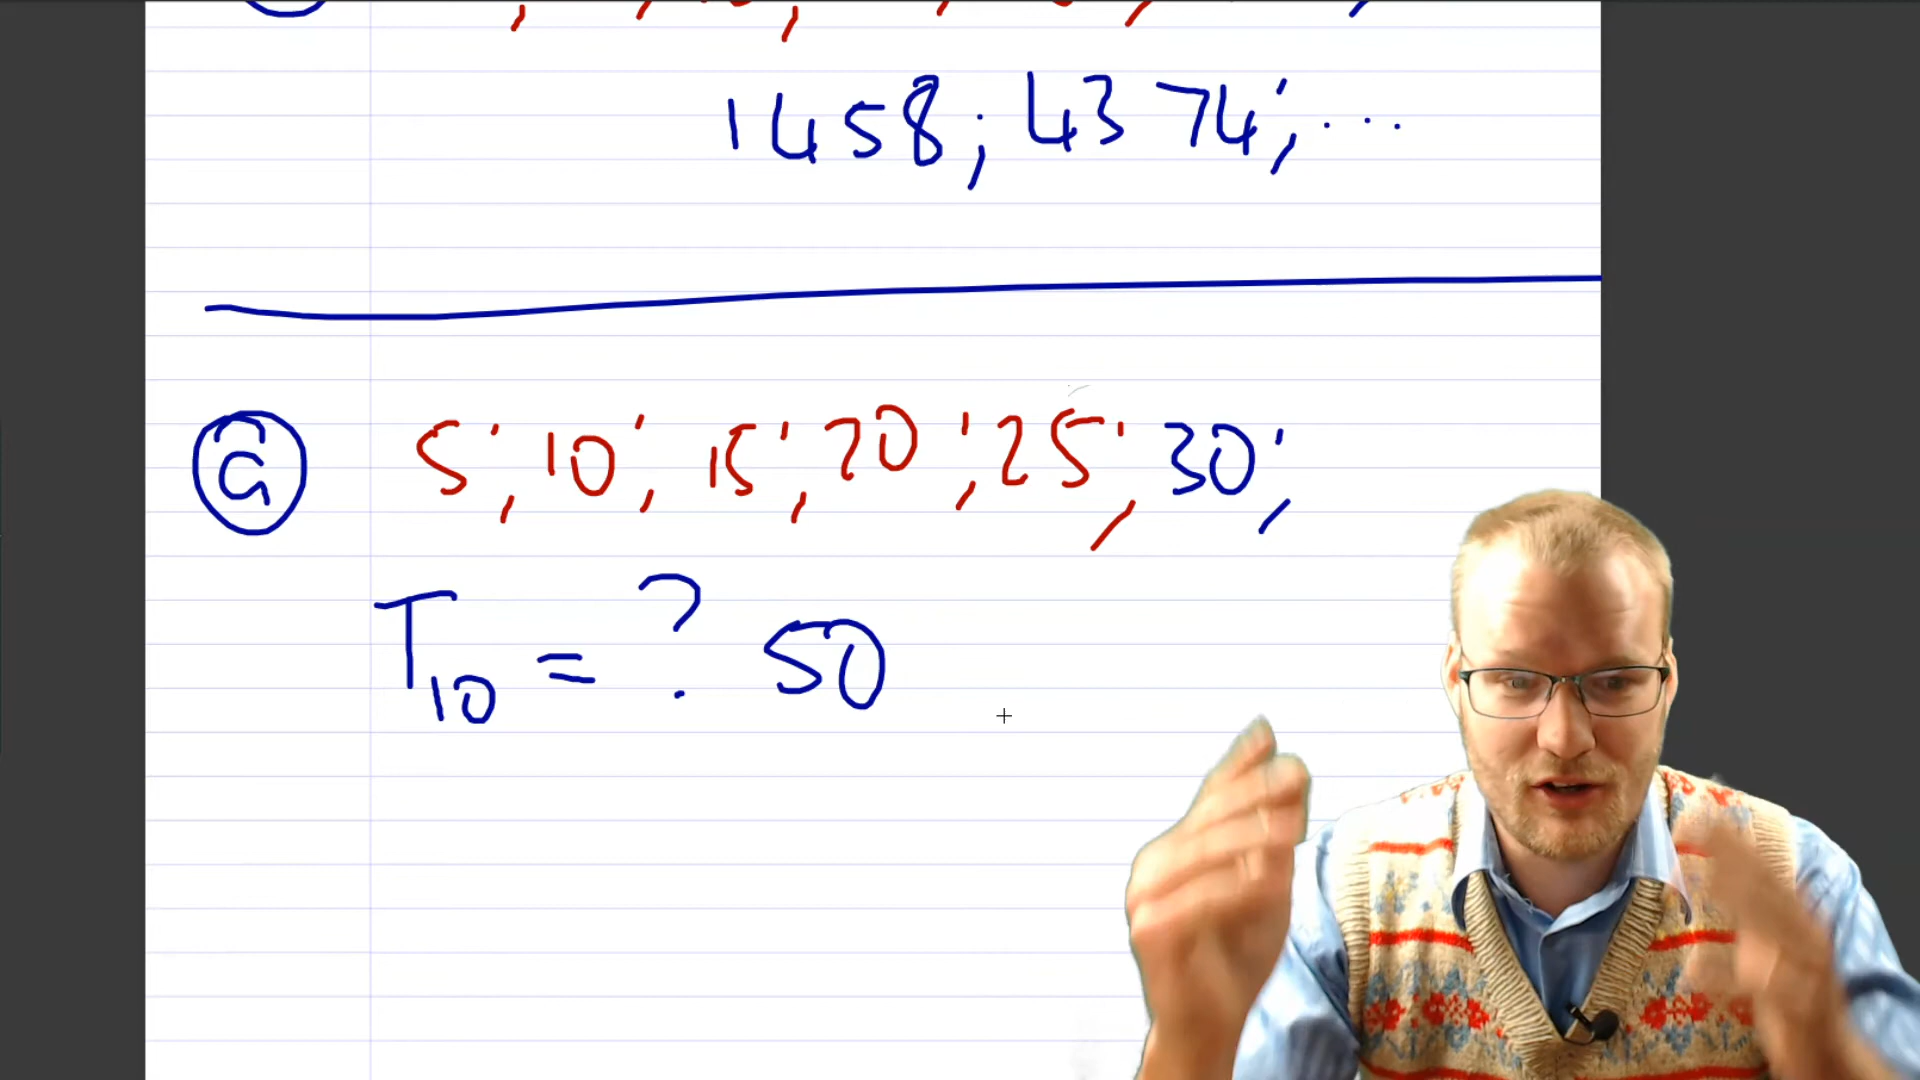 1458; 4374; ...
a 5; 10; 15; 20; 25; 30;
T10 = ? 50